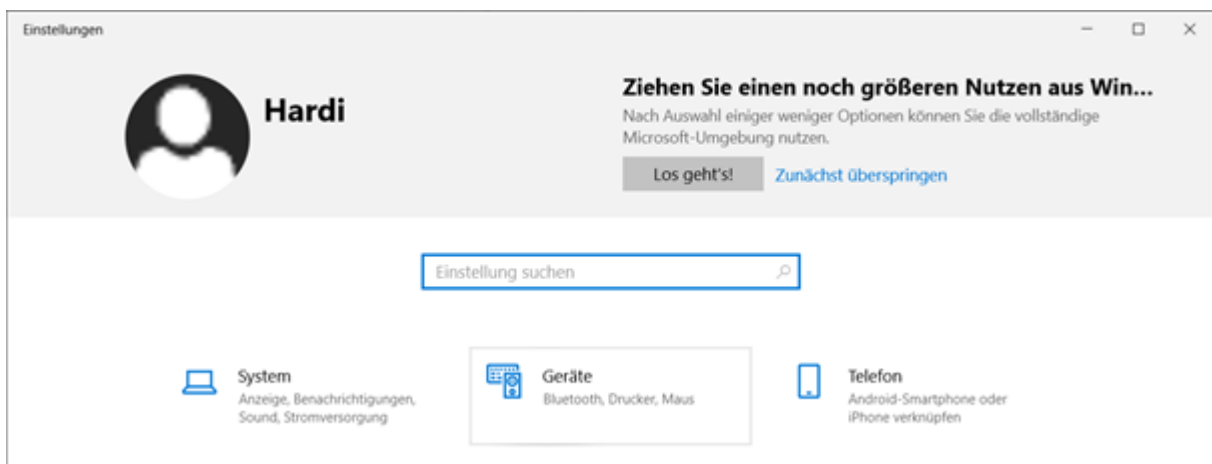 Einstellungen
Hardi
Ziehen Sie einen noch größeren Nutzen aus Win...
Nach Auswahl einiger weniger Optionen können Sie die vollständige
Microsoft-Umgebung nutzen.
Los geht's!
Zunächst überspringen
Einstellung suchen
System
Anzeige, Benachrichtigungen,
Sound, Stromversorgung
Geräte
Bluetooth, Drucker, Maus
Telefon
Android-Smartphone oder
iPhone verknüpfen